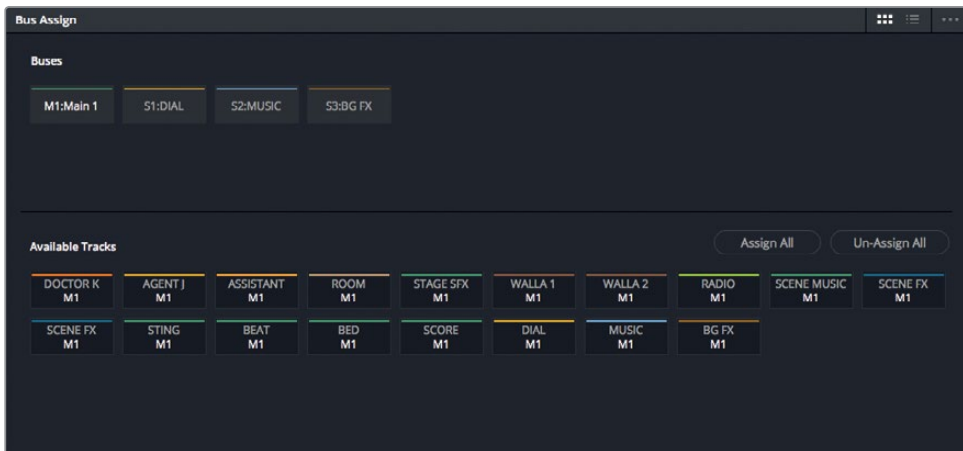 Bus Assign
Buses
M1:Main 1 S1:DIAL S2:MUSIC S3:BG FX
Available Tracks Assign All Un-Assign All
DOCTOR K AGENT J ASSISTANT ROOM STAGE SFX WALLA 1 WALLA 2 RADIO SCENE MUSIC SCENE FX
M1 M1 M1 M1 M1 M1 M1 M1 M1 M1
SCENE FX STING BEAT BED SCORE DIAL MUSIC BG FX
M1 M1 M1 M1 M1 M1 M1 M1